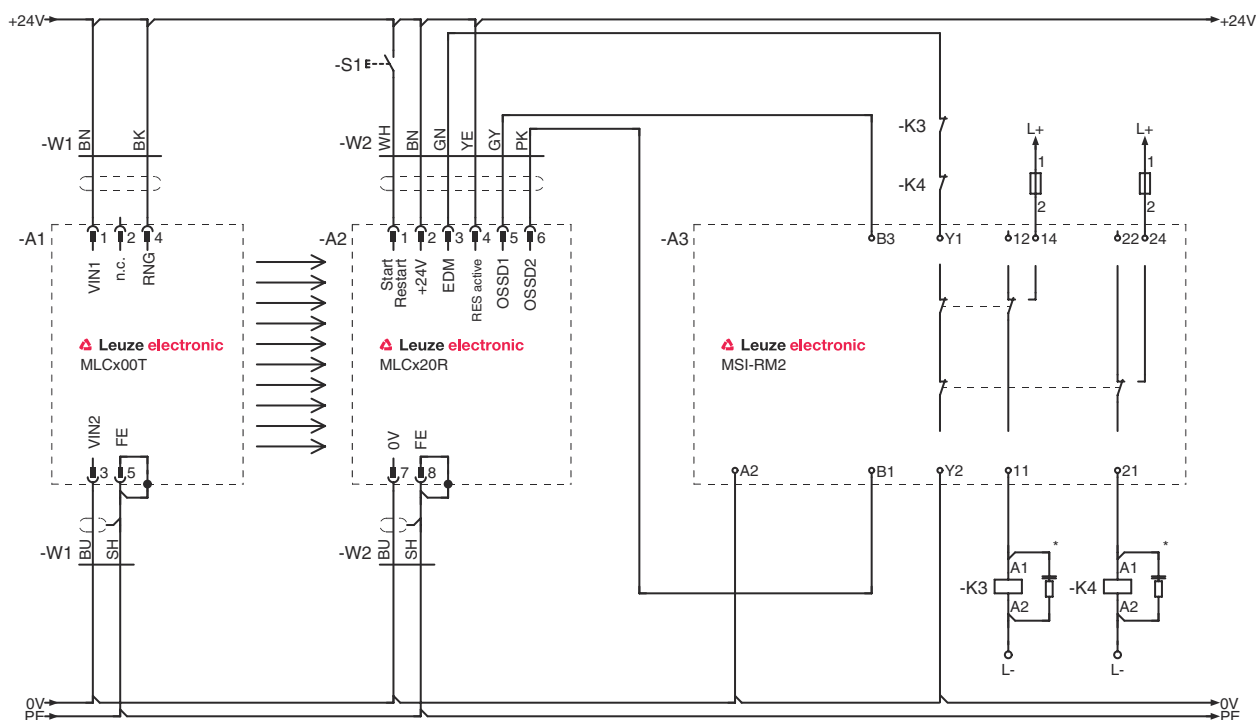 +24V
+24V
-S1
-W1
BN
BK
-W2
WH
BN
GN
YE
GY
PK
-K3
-K4
L+
1
2
L+
1
2
-A1
1
2
4
VIN1
n.c.
RNG
-A2
1
2
3
4
5
6
Start
Restart
+24V
EDM
RES active
OSSD1
OSSD2
-A3
B3
Y1
12
14
22
24
Leuze electronic
MLCx00T
Leuze electronic
MLCx20R
Leuze electronic
MSI-RM2
VIN2
FE
3
5
0V
FE
7
8
A2
B1
Y2
11
21
-W1
BU
SH
-W2
BU
SH
-K3
A1
A2
*
L-
-K4
A1
A2
*
L-
0V
0V
PE
PE